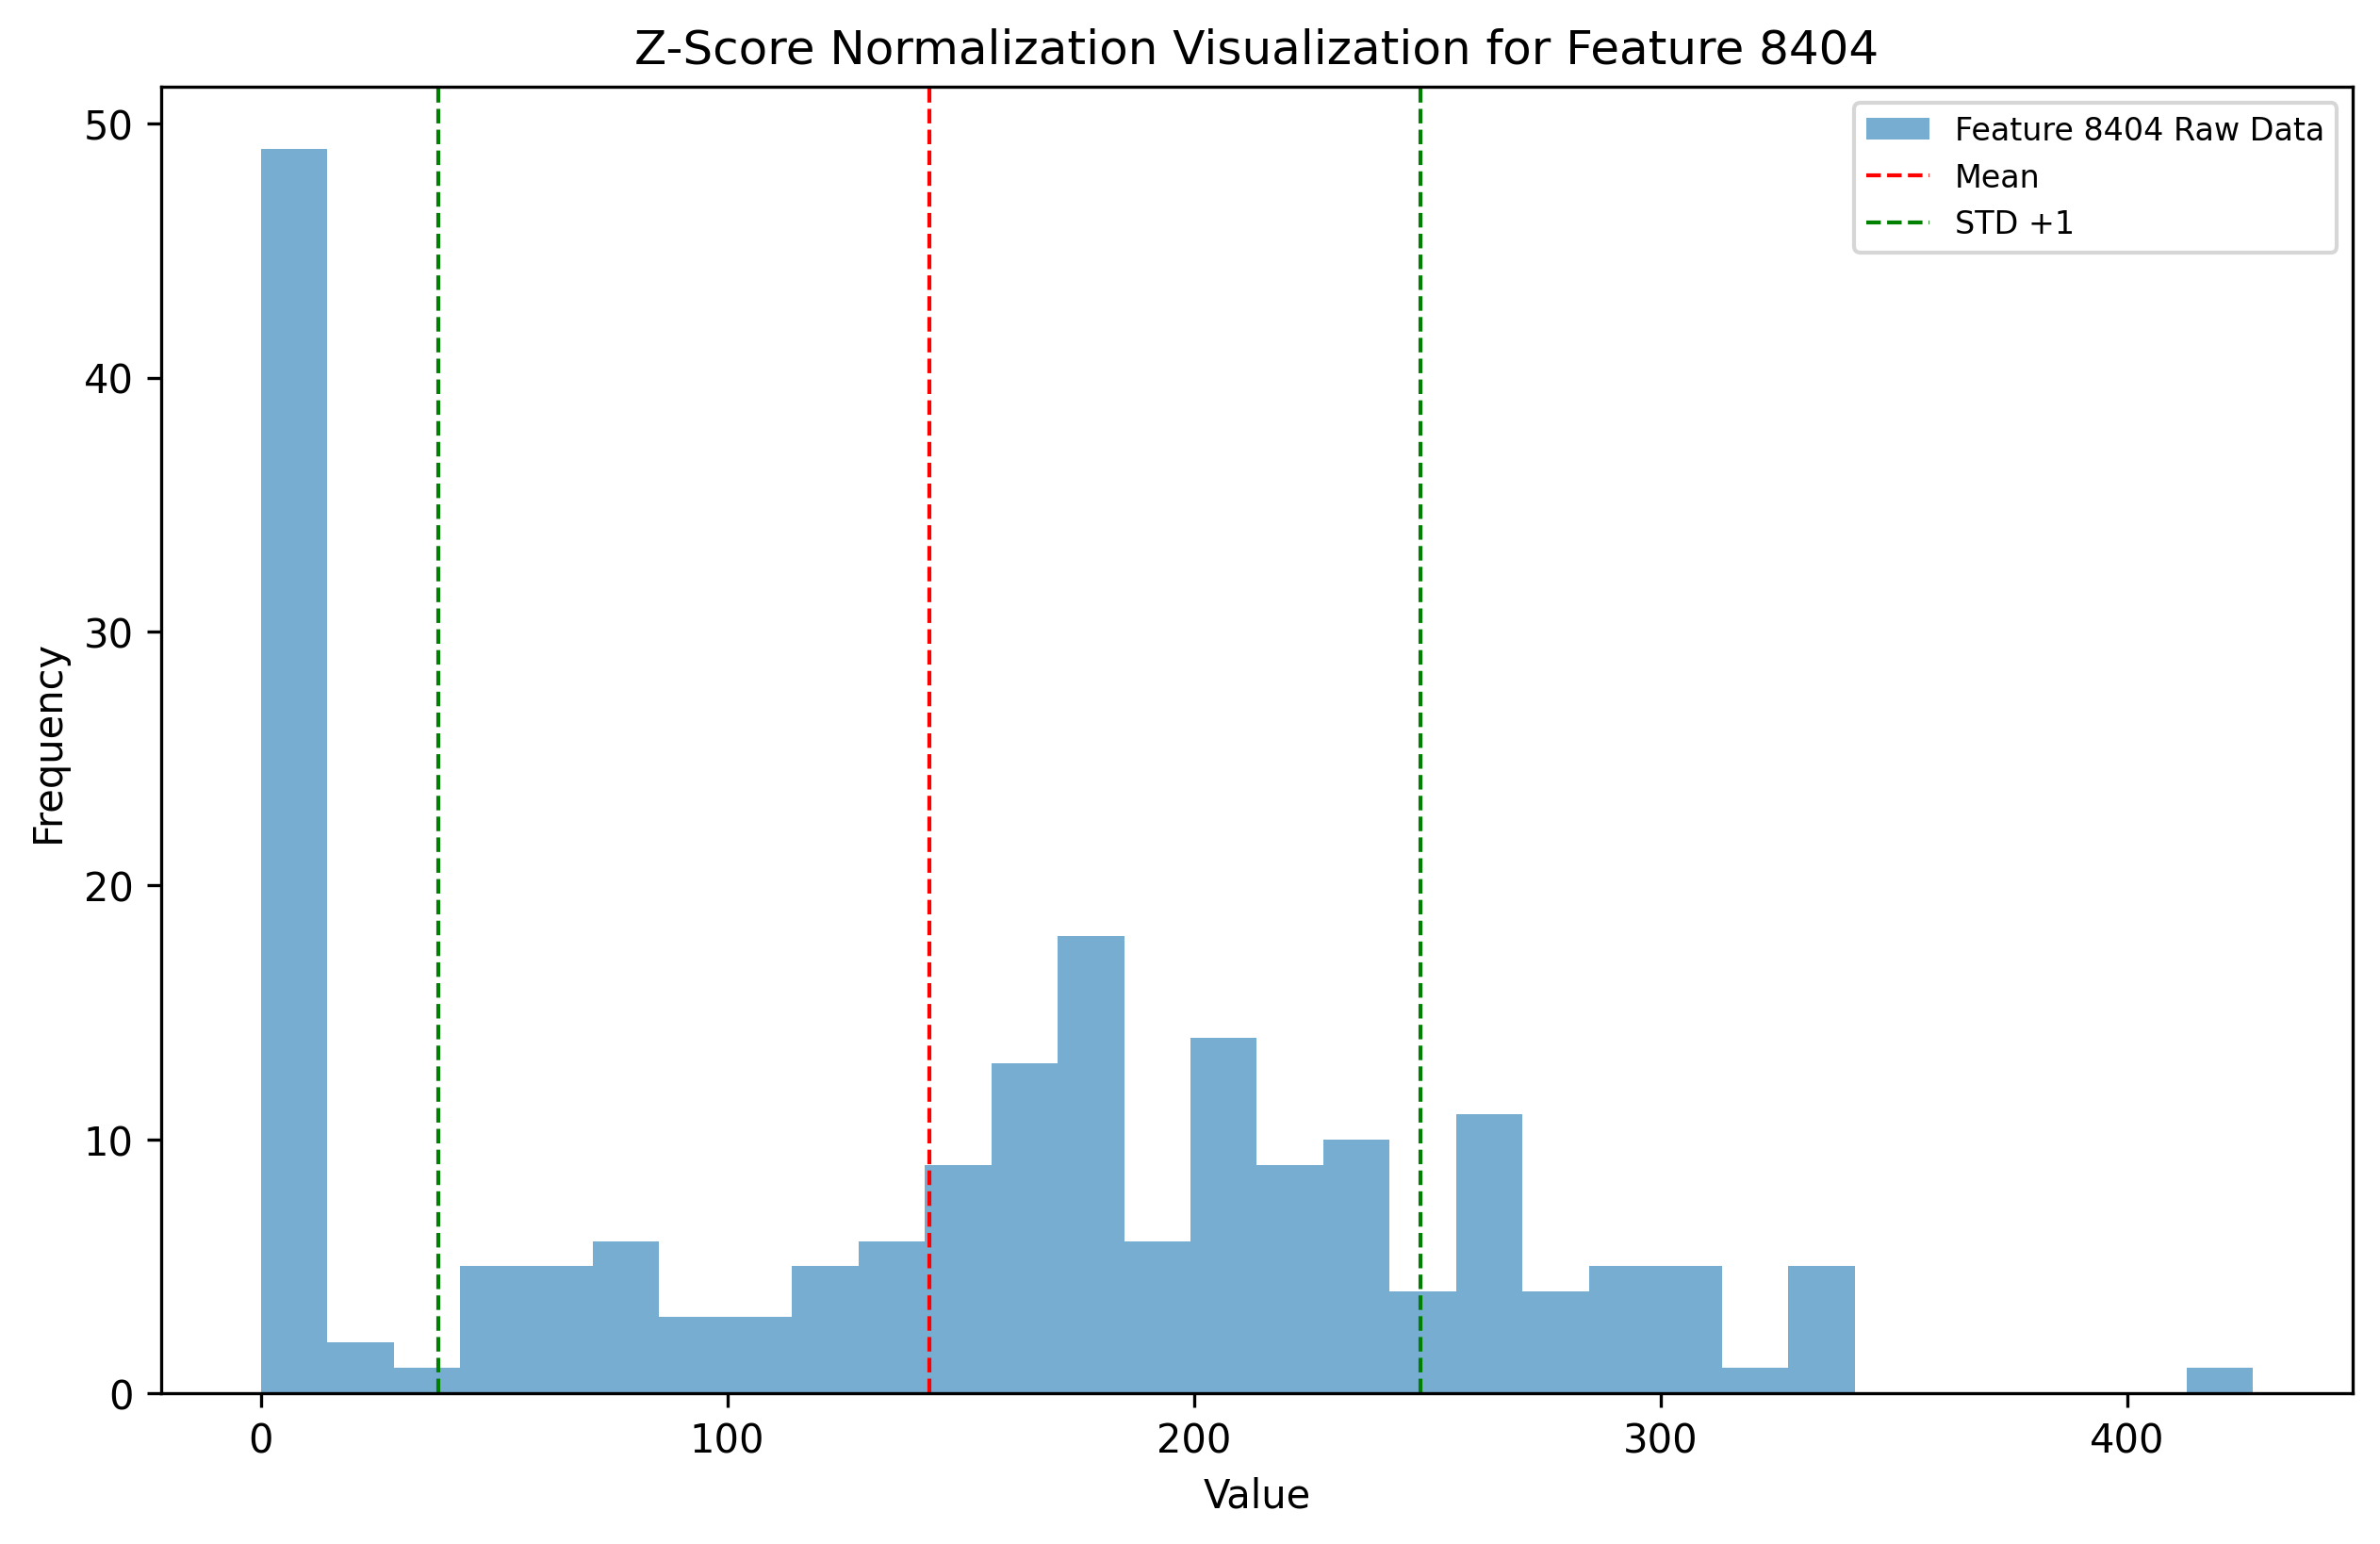 Z-Score Normalization Visualization for Feature 8404
Feature 8404 Raw Data
Mean
STD +1
50
40
30
20
10
0
Frequency
0 100 200 300 400
Value